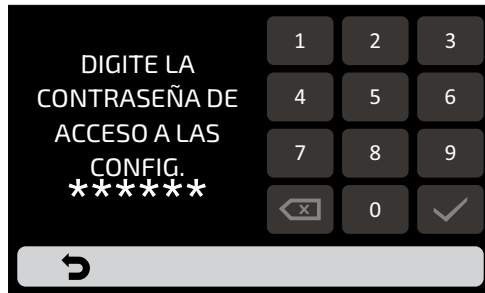 DIGITE LA
CONTRASEÑA DE
ACCESO A LAS
CONFIG.
******
1 2 3
4 5 6
7 8 9
0